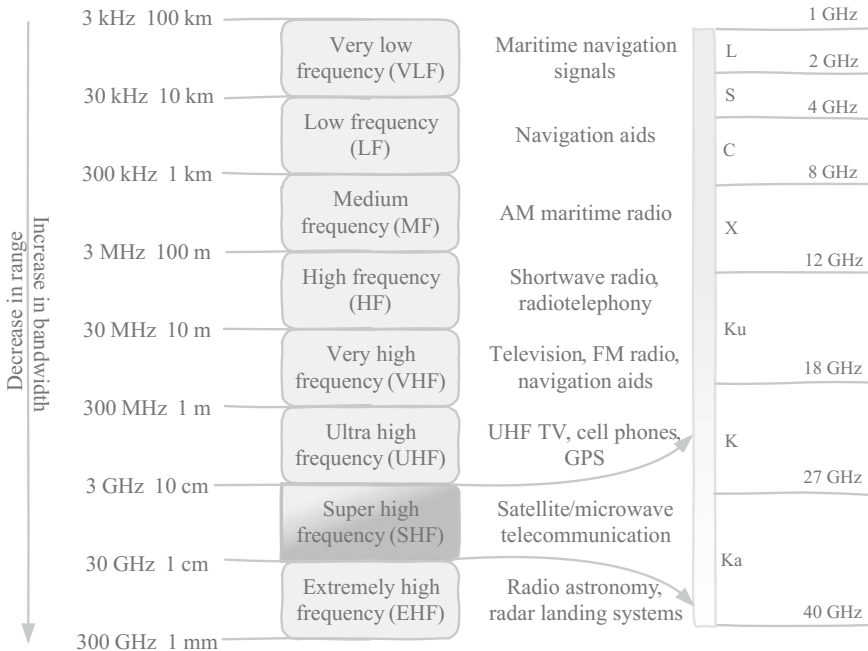 3 kHz 100 km
Very low
frequency (VLF)
Maritime navigation
signals
30 kHz 10 km
Low frequency
(LF)
Navigation aids
300 kHz 1 km
Medium
frequency (MF)
AM maritime radio
3 MHz 100 m
High frequency
(HF)
Shortwave radio,
radiotelephony
30 MHz 10 m
Very high
frequency (VHF)
Television, FM radio,
navigation aids
300 MHz 1 m
Ultra high
frequency (UHF)
UHF TV, cell phones,
GPS
3 GHz 10 cm
Super high
frequency (SHF)
Satellite/microwave
telecommunication
30 GHz 1 cm
Extremely high
frequency (EHF)
Radio astronomy,
radar landing systems
300 GHz 1 mm
Decrease in range
Increase in bandwidth
1 GHz
L
2 GHz
S
4 GHz
C
8 GHz
X
12 GHz
Ku
18 GHz
K
27 GHz
Ka
40 GHz